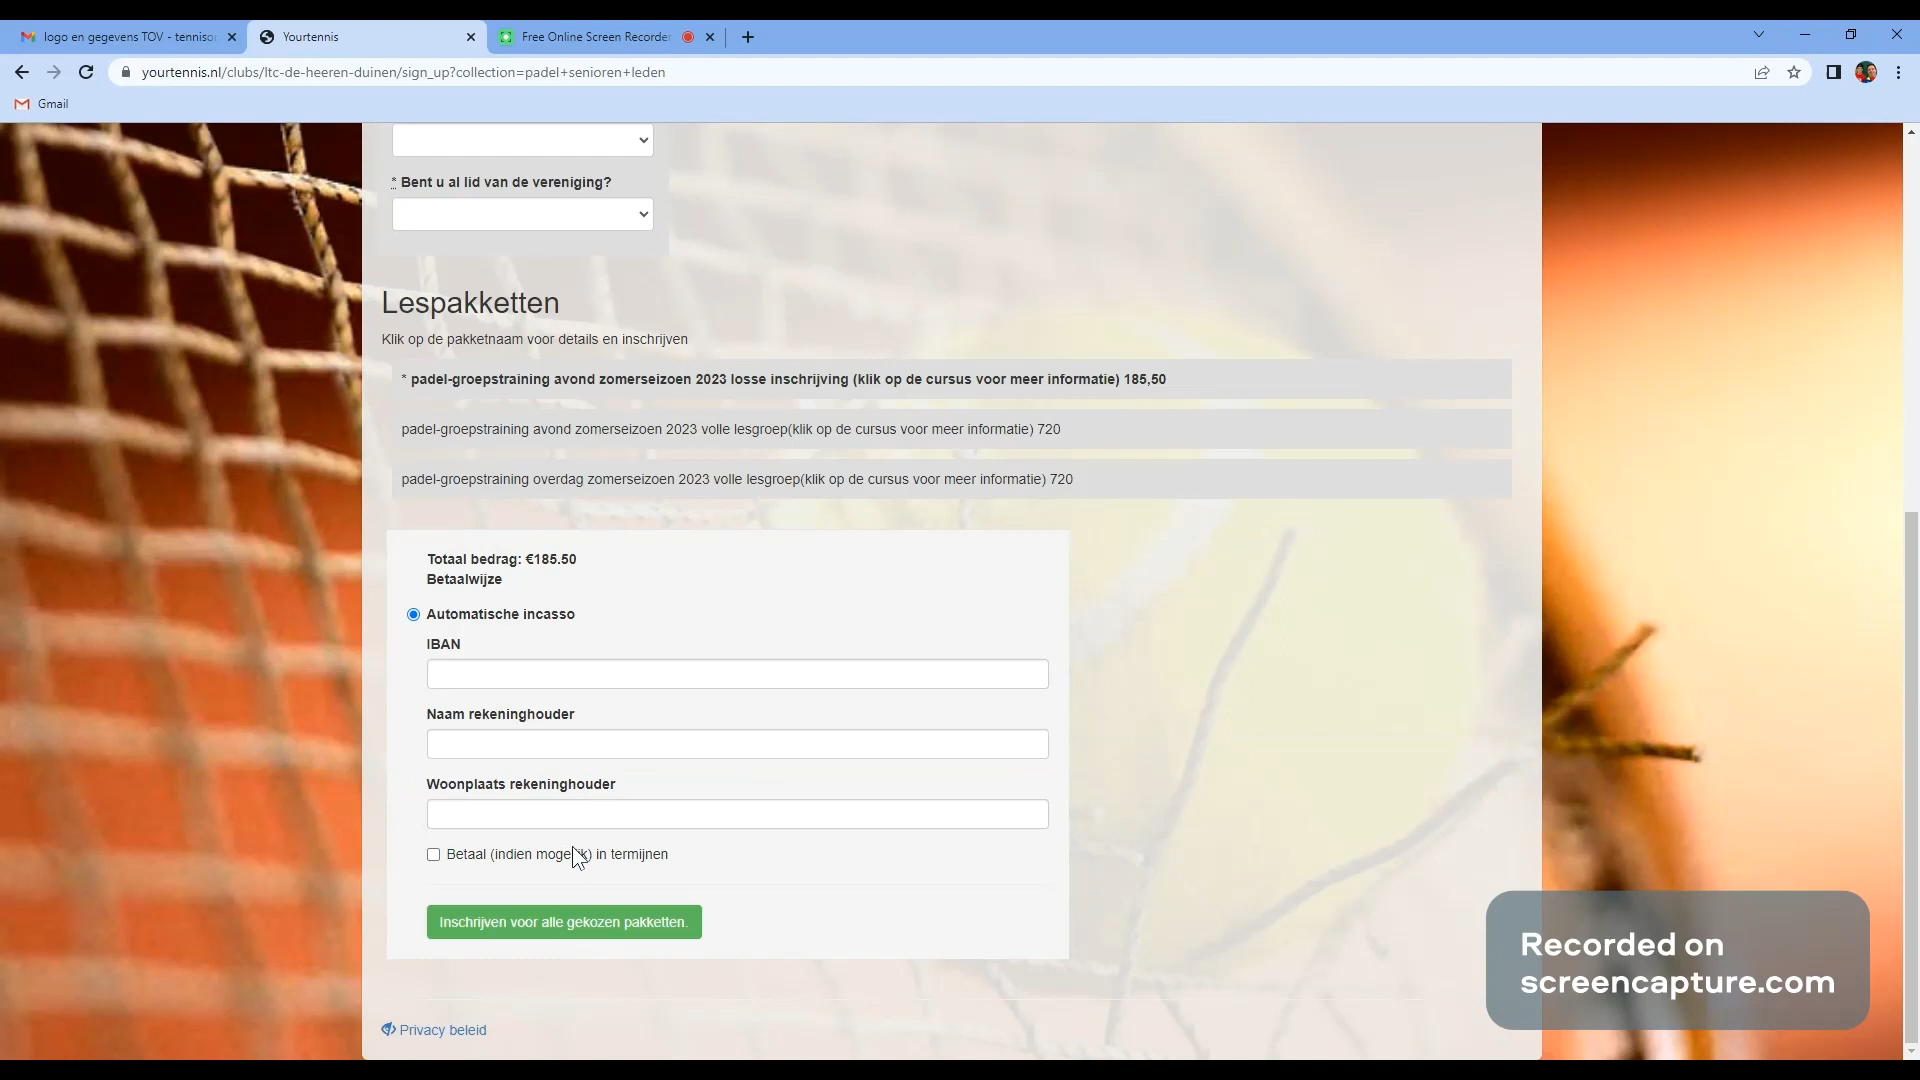 logo en gegevens TOV - tennisor
Yourtennis
Free Online Screen Recorder
yourtennis.nl/clubs/ltc-de-heeren-duinen/sign_up?collection=padel+senioren+leden
Gmail
* Bent u al lid van de vereniging?
Lespakketten
Klik op de pakketnaam voor details en inschrijven
* padel-groepstraining avond zomerseizoen 2023 losse inschrijving (klik op de cursus voor meer informatie) 185,50
padel-groepstraining avond zomerseizoen 2023 volle lesgroep(klik op de cursus voor meer informatie) 720
padel-groepstraining overdag zomerseizoen 2023 volle lesgroep(klik op de cursus voor meer informatie) 720
Totaal bedrag: €185.50
Betaalwijze
Automatische incasso
IBAN
Naam rekeninghouder
Woonplaats rekeninghouder
Betaal (indien mogelijk) in termijnen
Inschrijven voor alle gekozen pakketten.
Privacy beleid
Recorded on
screencapture.com